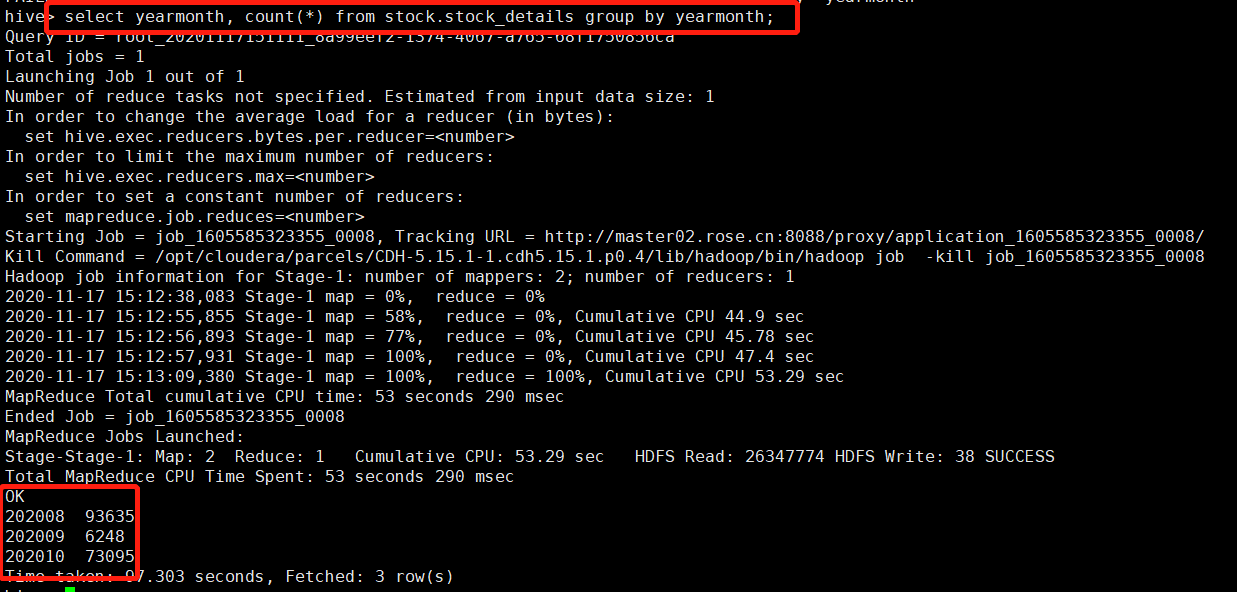 yearmonth
hive> select yearmonth, count(*) from stock.stock_details group by yearmonth;
Query ID = root_20201117151111_8a99eef2-1374-4067-a765-68f1750856ca
Total jobs = 1
Launching Job 1 out of 1
Number of reduce tasks not specified. Estimated from input data size: 1
In order to change the average load for a reducer (in bytes):
  set hive.exec.reducers.bytes.per.reducer=<number>
In order to limit the maximum number of reducers:
  set hive.exec.reducers.max=<number>
In order to set a constant number of reducers:
  set mapreduce.job.reduces=<number>
Starting Job = job_1605585323355_0008, Tracking URL = http://master02.rose.cn:8088/proxy/application_1605585323355_0008/
Kill Command = /opt/cloudera/parcels/CDH-5.15.1-1.cdh5.15.1.p0.4/lib/hadoop/bin/hadoop job  -kill job_1605585323355_0008
Hadoop job information for Stage-1: number of mappers: 2; number of reducers: 1
2020-11-17 15:12:38,083 Stage-1 map = 0%,  reduce = 0%
2020-11-17 15:12:55,855 Stage-1 map = 58%,  reduce = 0%, Cumulative CPU 44.9 sec
2020-11-17 15:12:56,893 Stage-1 map = 77%,  reduce = 0%, Cumulative CPU 45.78 sec
2020-11-17 15:12:57,931 Stage-1 map = 100%,  reduce = 0%, Cumulative CPU 47.4 sec
2020-11-17 15:13:09,380 Stage-1 map = 100%,  reduce = 100%, Cumulative CPU 53.29 sec
MapReduce Total cumulative CPU time: 53 seconds 290 msec
Ended Job = job_1605585323355_0008
MapReduce Jobs Launched:
Stage-Stage-1: Map: 2  Reduce: 1   Cumulative CPU: 53.29 sec   HDFS Read: 26347774 HDFS Write: 38 SUCCESS
Total MapReduce CPU Time Spent: 53 seconds 290 msec
OK
202008  93635
202009  6248
202010  73095
Time taken: 97.303 seconds, Fetched: 3 row(s)